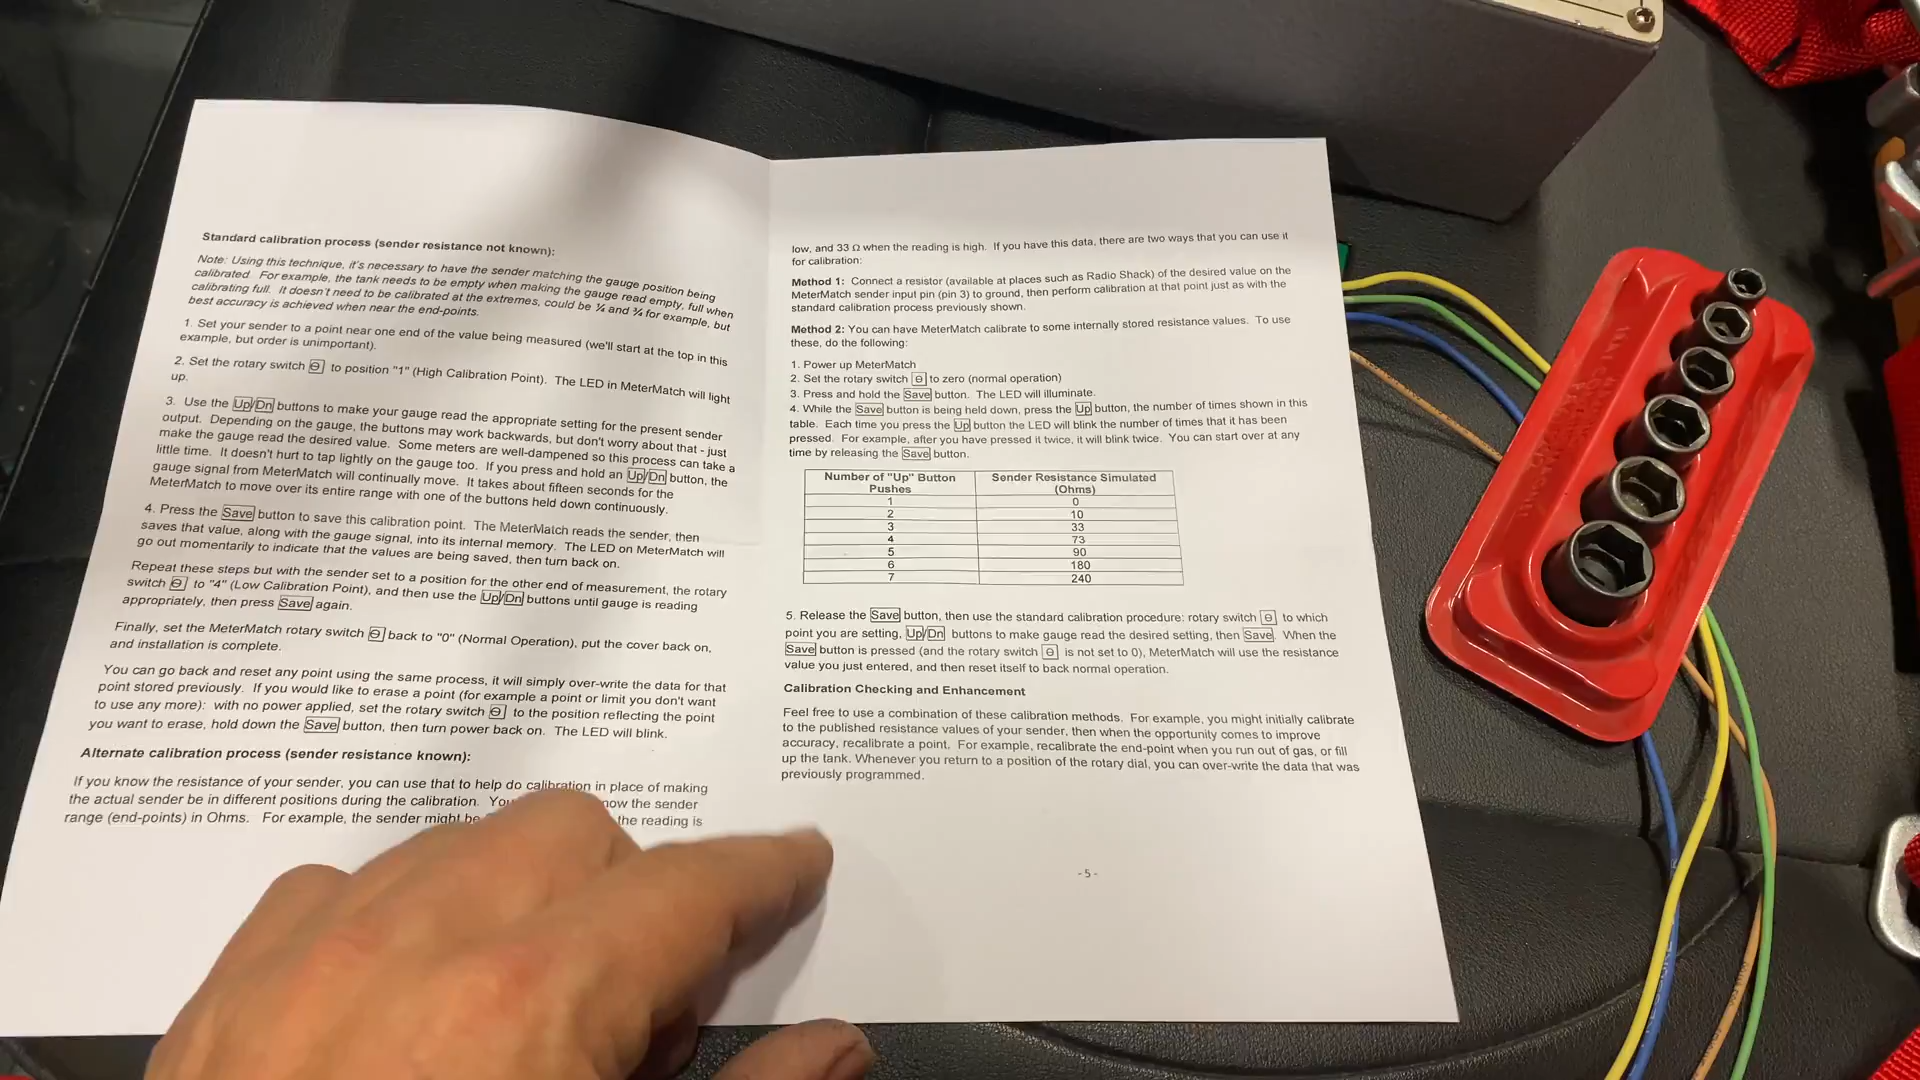 Standard calibration process (sender resistance not known):
Note: Using this technique, it's necessary to have the sender matching the gauge position being
calibrated. For example, the tank needs to be empty when making the gauge read empty, full when
calibrating full. It doesn't need to be calibrated at the extremes, could be ¼ and ¾ for example, but
best accuracy is achieved when near the end-points.
1. Set your sender to a point near one end of the value being measured (we'll start at the top in this
example, but order is unimportant).
2. Set the rotary switch ⊖ to position "1" (High Calibration Point). The LED in MeterMatch will light
up.
3. Use the Up/Dn buttons to make your gauge read the appropriate setting for the present sender
output. Depending on the gauge, the buttons may work backwards, but don't worry about that - just
make the gauge read the desired value. Some meters are well-dampened so this process can take a
little time. It doesn't hurt to tap lightly on the gauge too. If you press and hold an Up/Dn button, the
gauge signal from MeterMatch will continually move. It takes about fifteen seconds for the
MeterMatch to move over its entire range with one of the buttons held down continuously.
4. Press the Save button to save this calibration point. The MeterMatch reads the sender, then
saves that value, along with the gauge signal, into its internal memory. The LED on MeterMatch will
go out momentarily to indicate that the values are being saved, then turn back on.
Repeat these steps but with the sender set to a position for the other end of measurement, the rotary
switch ⊖ to "4" (Low Calibration Point), and then use the Up/Dn buttons until gauge is reading
appropriately, then press Save again.
Finally, set the MeterMatch rotary switch ⊖ back to "0" (Normal Operation), put the cover back on,
and installation is complete.
You can go back and reset any point using the same process, it will simply over-write the data for that
point stored previously. If you would like to erase a point (for example a point or limit you don't want
to use any more): with no power applied, set the rotary switch ⊖ to the position reflecting the point
you want to erase, hold down the Save button, then turn power back on. The LED will blink.
Alternate calibration process (sender resistance known):
If you know the resistance of your sender, you can use that to help do calibration in place of making
the actual sender be in different positions during the calibration. You now the sender
range (end-points) in Ohms. For example, the sender might be the reading is
low, and 33 Ω when the reading is high. If you have this data, there are two ways that you can use it
for calibration:
Method 1: Connect a resistor (available at places such as Radio Shack) of the desired value on the
MeterMatch sender input pin (pin 3) to ground, then perform calibration at that point just as with the
standard calibration process previously shown.
Method 2: You can have MeterMatch calibrate to some internally stored resistance values. To use
these, do the following:
1. Power up MeterMatch
2. Set the rotary switch ⊖ to zero (normal operation)
3. Press and hold the Save button. The LED will illuminate.
4. While the Save button is being held down, press the Up button, the number of times shown in this
table. Each time you press the Up button the LED will blink the number of times that it has been
pressed. For example, after you have pressed it twice, it will blink twice. You can start over at any
time by releasing the Save button.
Number of "Up" Button Pushes Sender Resistance Simulated (Ohms)
1 0
2 10
3 33
4 73
5 90
6 180
7 240
5. Release the Save button, then use the standard calibration procedure: rotary switch ⊖ to which
point you are setting, Up/Dn buttons to make gauge read the desired setting, then Save. When the
Save button is pressed (and the rotary switch ⊖ is not set to 0), MeterMatch will use the resistance
value you just entered, and then reset itself to back normal operation.
Calibration Checking and Enhancement
Feel free to use a combination of these calibration methods. For example, you might initially calibrate
to the published resistance values of your sender, then when the opportunity comes to improve
accuracy, recalibrate a point. For example, recalibrate the end-point when you run out of gas, or fill
up the tank. Whenever you return to a position of the rotary dial, you can over-write the data that was
previously programmed.
- 5 -